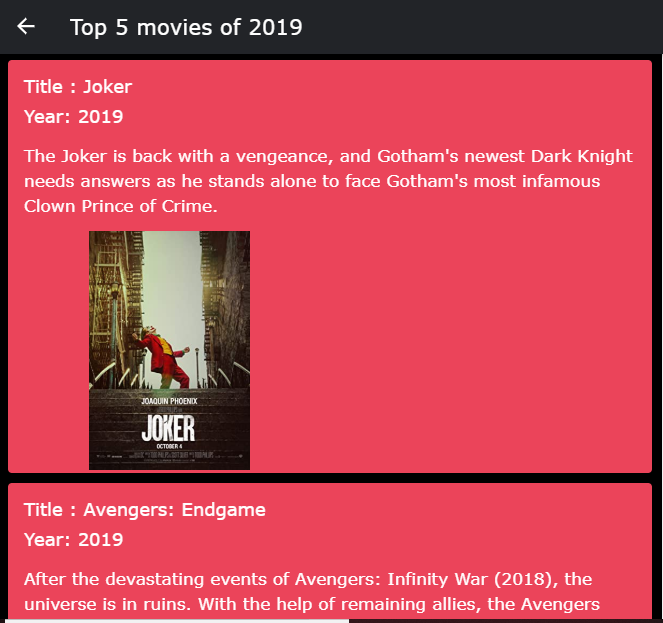 Top 5 movies of 2019
Title : Joker
Year: 2019
The Joker is back with a vengeance, and Gotham's newest Dark Knight
needs answers as he stands alone to face Gotham's most infamous
Clown Prince of Crime.
JOAQUIN PHOENIX
JOKER
OCTOBER 4
Title : Avengers: Endgame
Year: 2019
After the devastating events of Avengers: Infinity War (2018), the
universe is in ruins. With the help of remaining allies, the Avengers